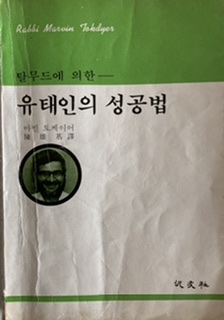 Rabbi Marvin Tokayer
탈무드에 의한 —
유태인의 성공법
마빈 토케이어